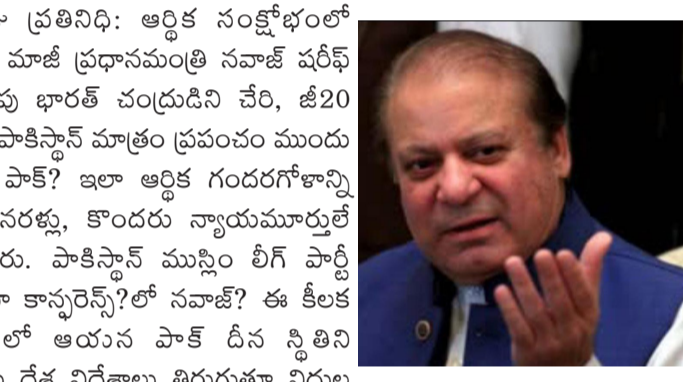 ప్రతినిధి: ఆర్థిక సంక్షోభంలో
మాజీ ప్రధానమంత్రి నవాజ్ షరీఫ్
భారత్ చంద్రుడిని చేరి, జీ20
పాకిస్థాన్ మాత్రం ప్రపంచం ముందు
పాక్? ఇలా ఆర్థిక గందరగోళాన్ని
నరళ్లు, కొందరు న్యాయమూర్తులే
రు. పాకిస్థాన్ ముస్లిం లీగ్ పార్టీ
కాన్ఫరెన్స్?లో నవాజ్? ఈ కీలక
లో ఆయన పాక్ దీన స్థితిని